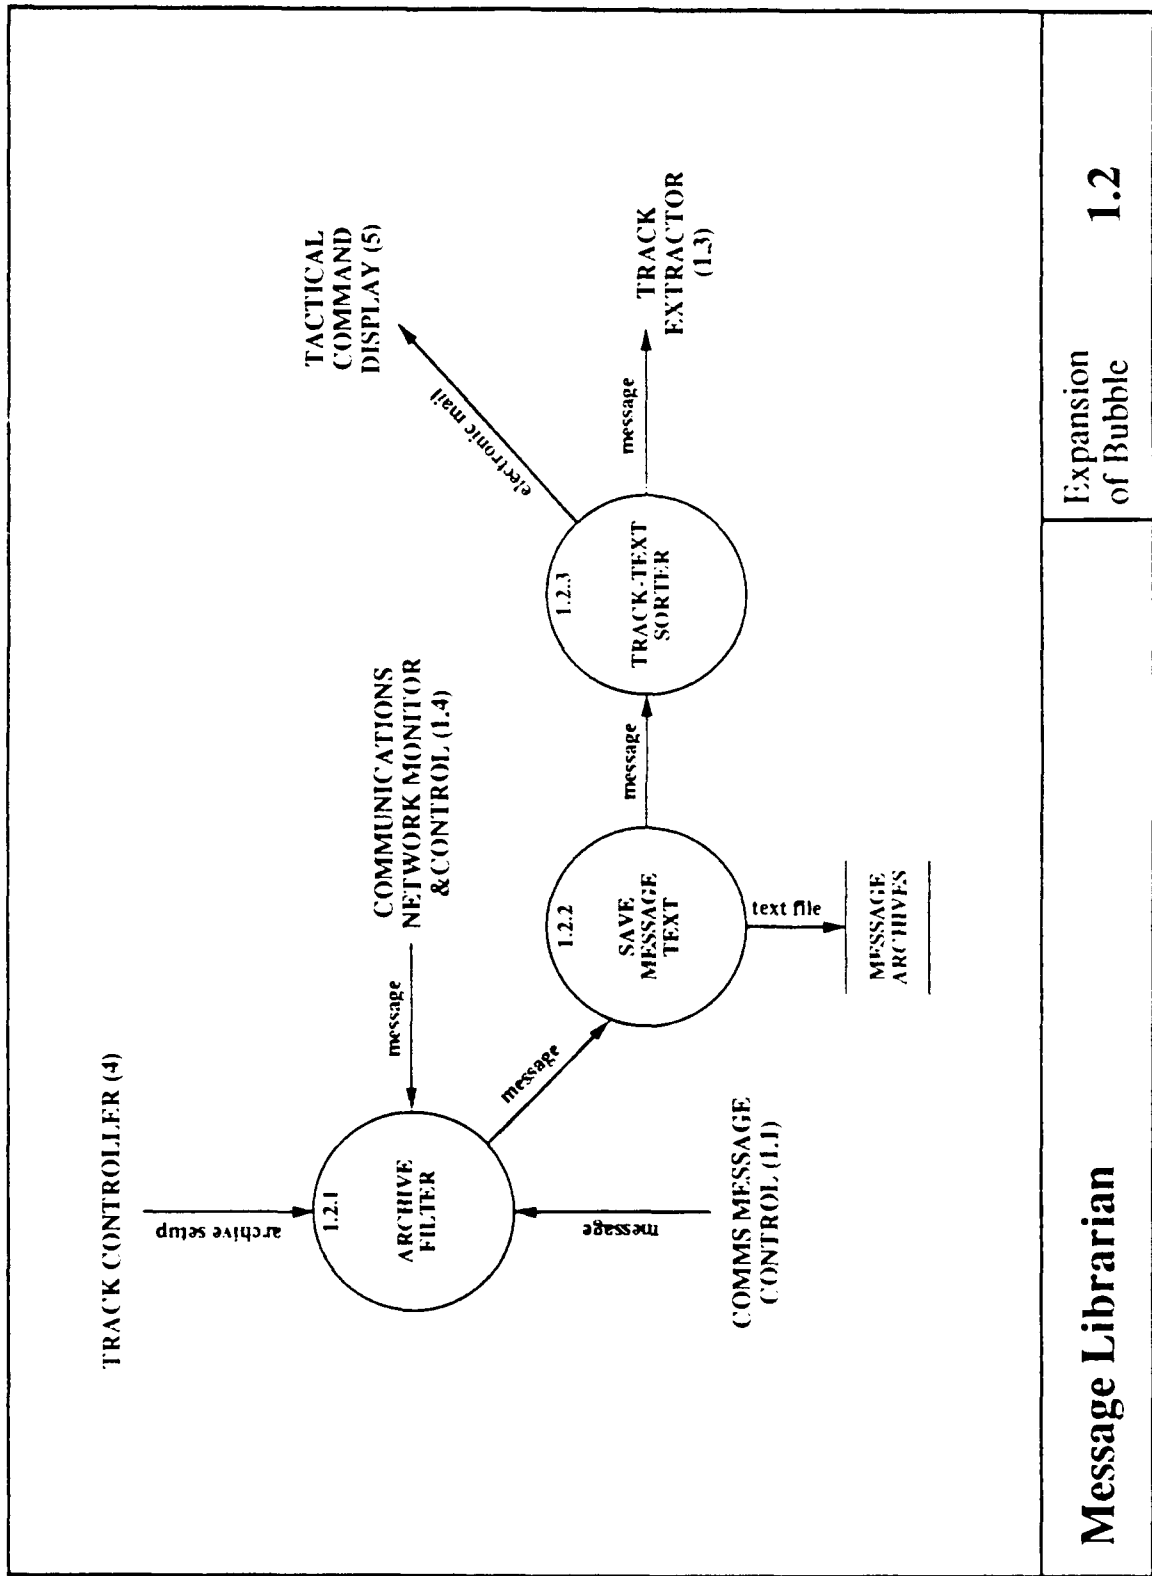 TRACK CONTROLLER (4)
archive setup
1.2.1
ARCHIVE
FILTER
message
COMMS MESSAGE
CONTROL (1.1)
message
COMMUNICATIONS
NETWORK MONITOR
&CONTROL (1.4)
message
1.2.2
SAVE
MESSAGE
TEXT
text file
MESSAGE
ARCHIVES
message
1.2.3
TRACK-TEXT
SORTER
electronic mail
TACTICAL
COMMAND
DISPLAY (5)
message
TRACK
EXTRACTOR
(1.3)
Message Librarian
Expansion
of Bubble
1.2